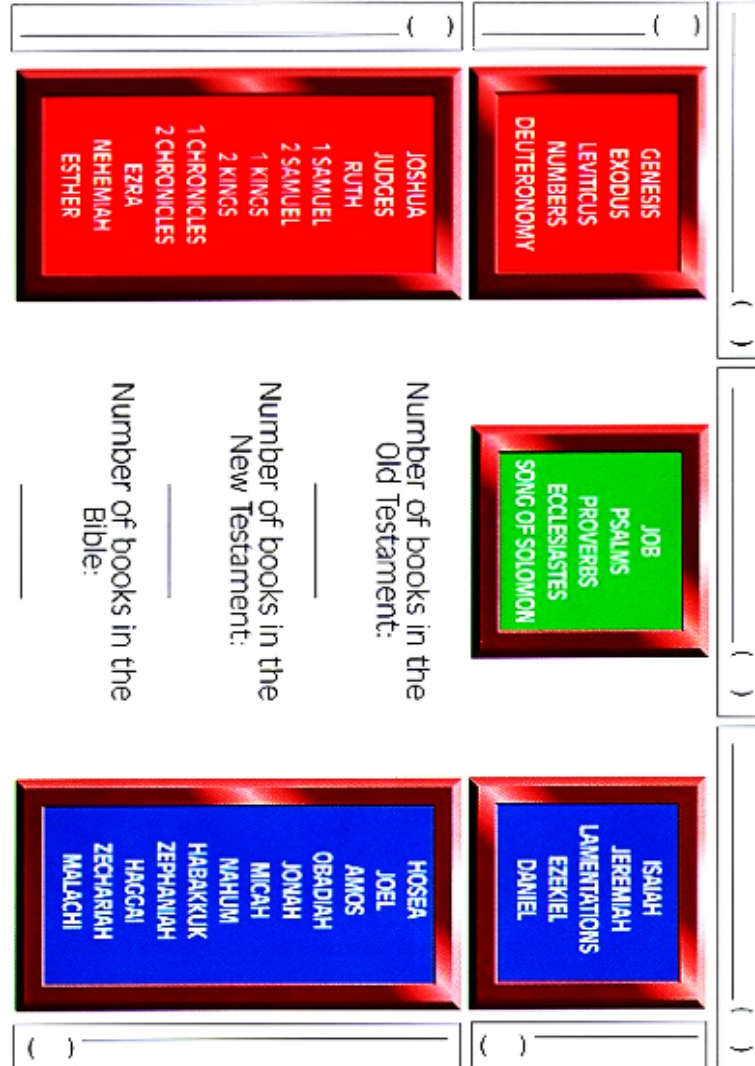 ( )
( )
( )
( )
GENESIS
EXODUS
LEVITICUS
NUMBERS
DEUTERONOMY
JOB
PSALMS
PROVERBS
ECCLESIASTES
SONG OF SOLOMON
ISAIAH
JEREMIAH
LAMENTATIONS
EZEKIEL
DANIEL
( )
( )
JOSHUA
JUDGES
RUTH
1 SAMUEL
2 SAMUEL
1 KINGS
2 KINGS
1 CHRONICLES
2 CHRONICLES
EZRA
NEHEMIAH
ESTHER
Number of books in the
Old Testament:
Number of books in the
New Testament:
Number of books in the
Bible:
HOSEA
JOEL
AMOS
OBADJAH
JONAH
MICAH
NAHUM
HABAKKUK
ZEPHANIAH
HAGGAI
ZECHARIAH
MALACHI
( )